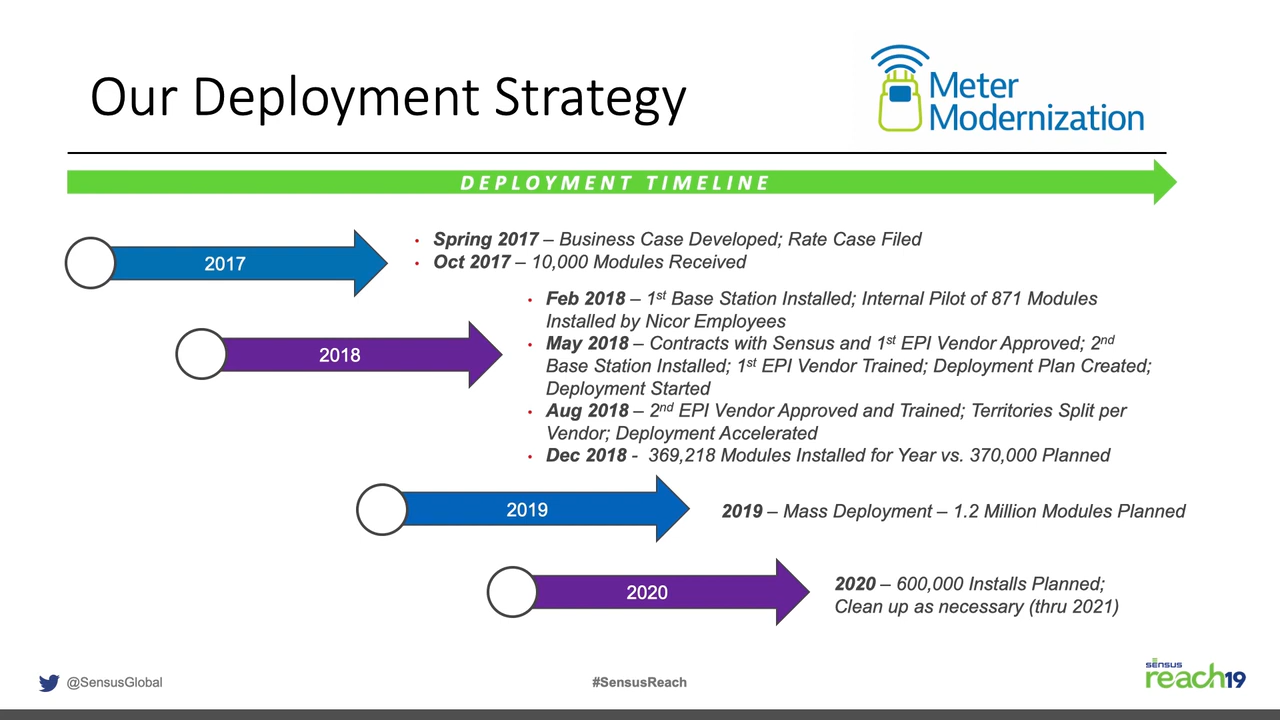 Our Deployment Strategy
Meter
Modernization
DEPLOYMENT TIMELINE
2017
• Spring 2017 – Business Case Developed; Rate Case Filed
• Oct 2017 – 10,000 Modules Received
2018
• Feb 2018 – 1st Base Station Installed; Internal Pilot of 871 Modules
Installed by Nicor Employees
• May 2018 – Contracts with Sensus and 1st EPI Vendor Approved; 2nd
Base Station Installed; 1st EPI Vendor Trained; Deployment Plan Created;
Deployment Started
• Aug 2018 – 2nd EPI Vendor Approved and Trained; Territories Split per
Vendor; Deployment Accelerated
• Dec 2018 - 369,218 Modules Installed for Year vs. 370,000 Planned
2019
2019 – Mass Deployment – 1.2 Million Modules Planned
2020
2020 – 600,000 Installs Planned;
Clean up as necessary (thru 2021)
@SensusGlobal
#SensusReach
sensus
reach19